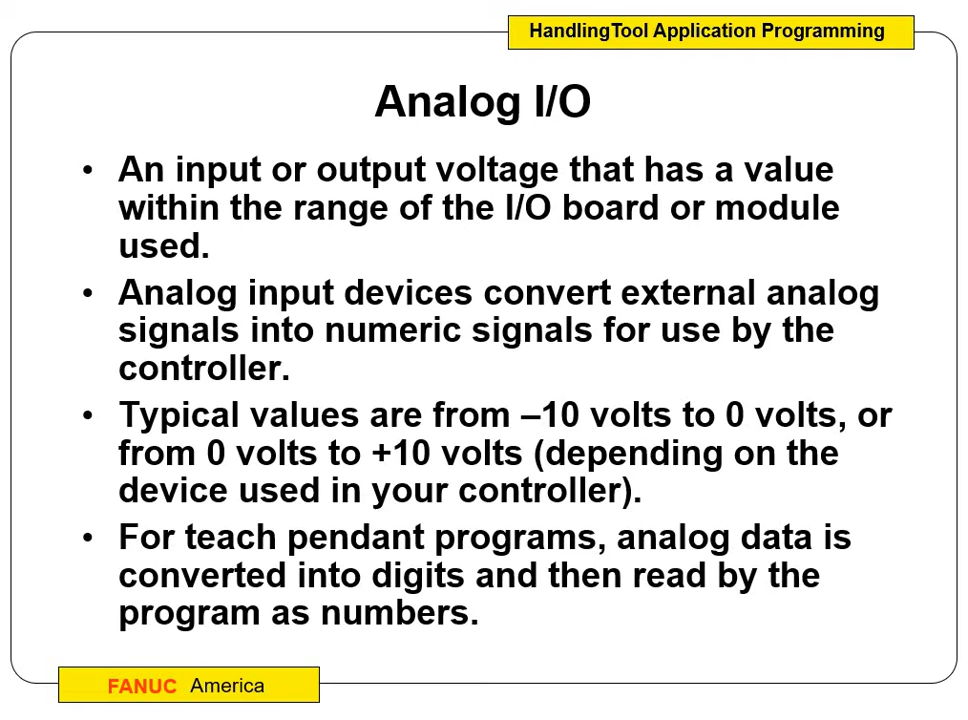 HandlingTool Application Programming
Analog I/O
• An input or output voltage that has a value
within the range of the I/O board or module
used.
• Analog input devices convert external analog
signals into numeric signals for use by the
controller.
• Typical values are from –10 volts to 0 volts, or
from 0 volts to +10 volts (depending on the
device used in your controller).
• For teach pendant programs, analog data is
converted into digits and then read by the
program as numbers.
FANUC America